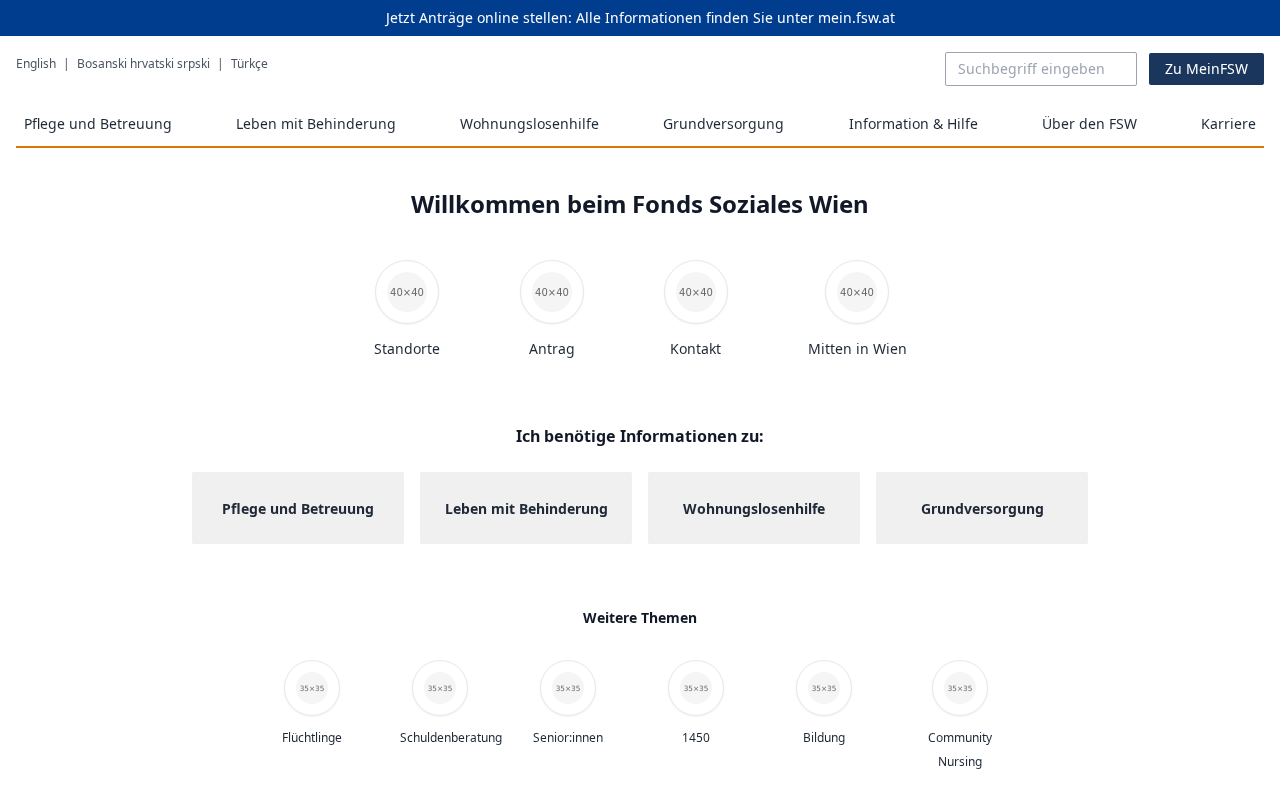 Jetzt Anträge online stellen: Alle Informationen finden Sie unter mein.fsw.at
English | Bosanski hrvatski srpski | Türkçe
Suchbegriff eingeben
Zu MeinFSW
Pflege und Betreuung
Leben mit Behinderung
Wohnungslosenhilfe
Grundversorgung
Information & Hilfe
Über den FSW
Karriere
Willkommen beim Fonds Soziales Wien
40×40
40×40
40×40
40×40
Standorte
Antrag
Kontakt
Mitten in Wien
Ich benötige Informationen zu:
Pflege und Betreuung
Leben mit Behinderung
Wohnungslosenhilfe
Grundversorgung
Weitere Themen
35×35
35×35
35×35
35×35
35×35
35×35
Flüchtlinge
Schuldenberatung
Senior:innen
1450
Bildung
Community
Nursing